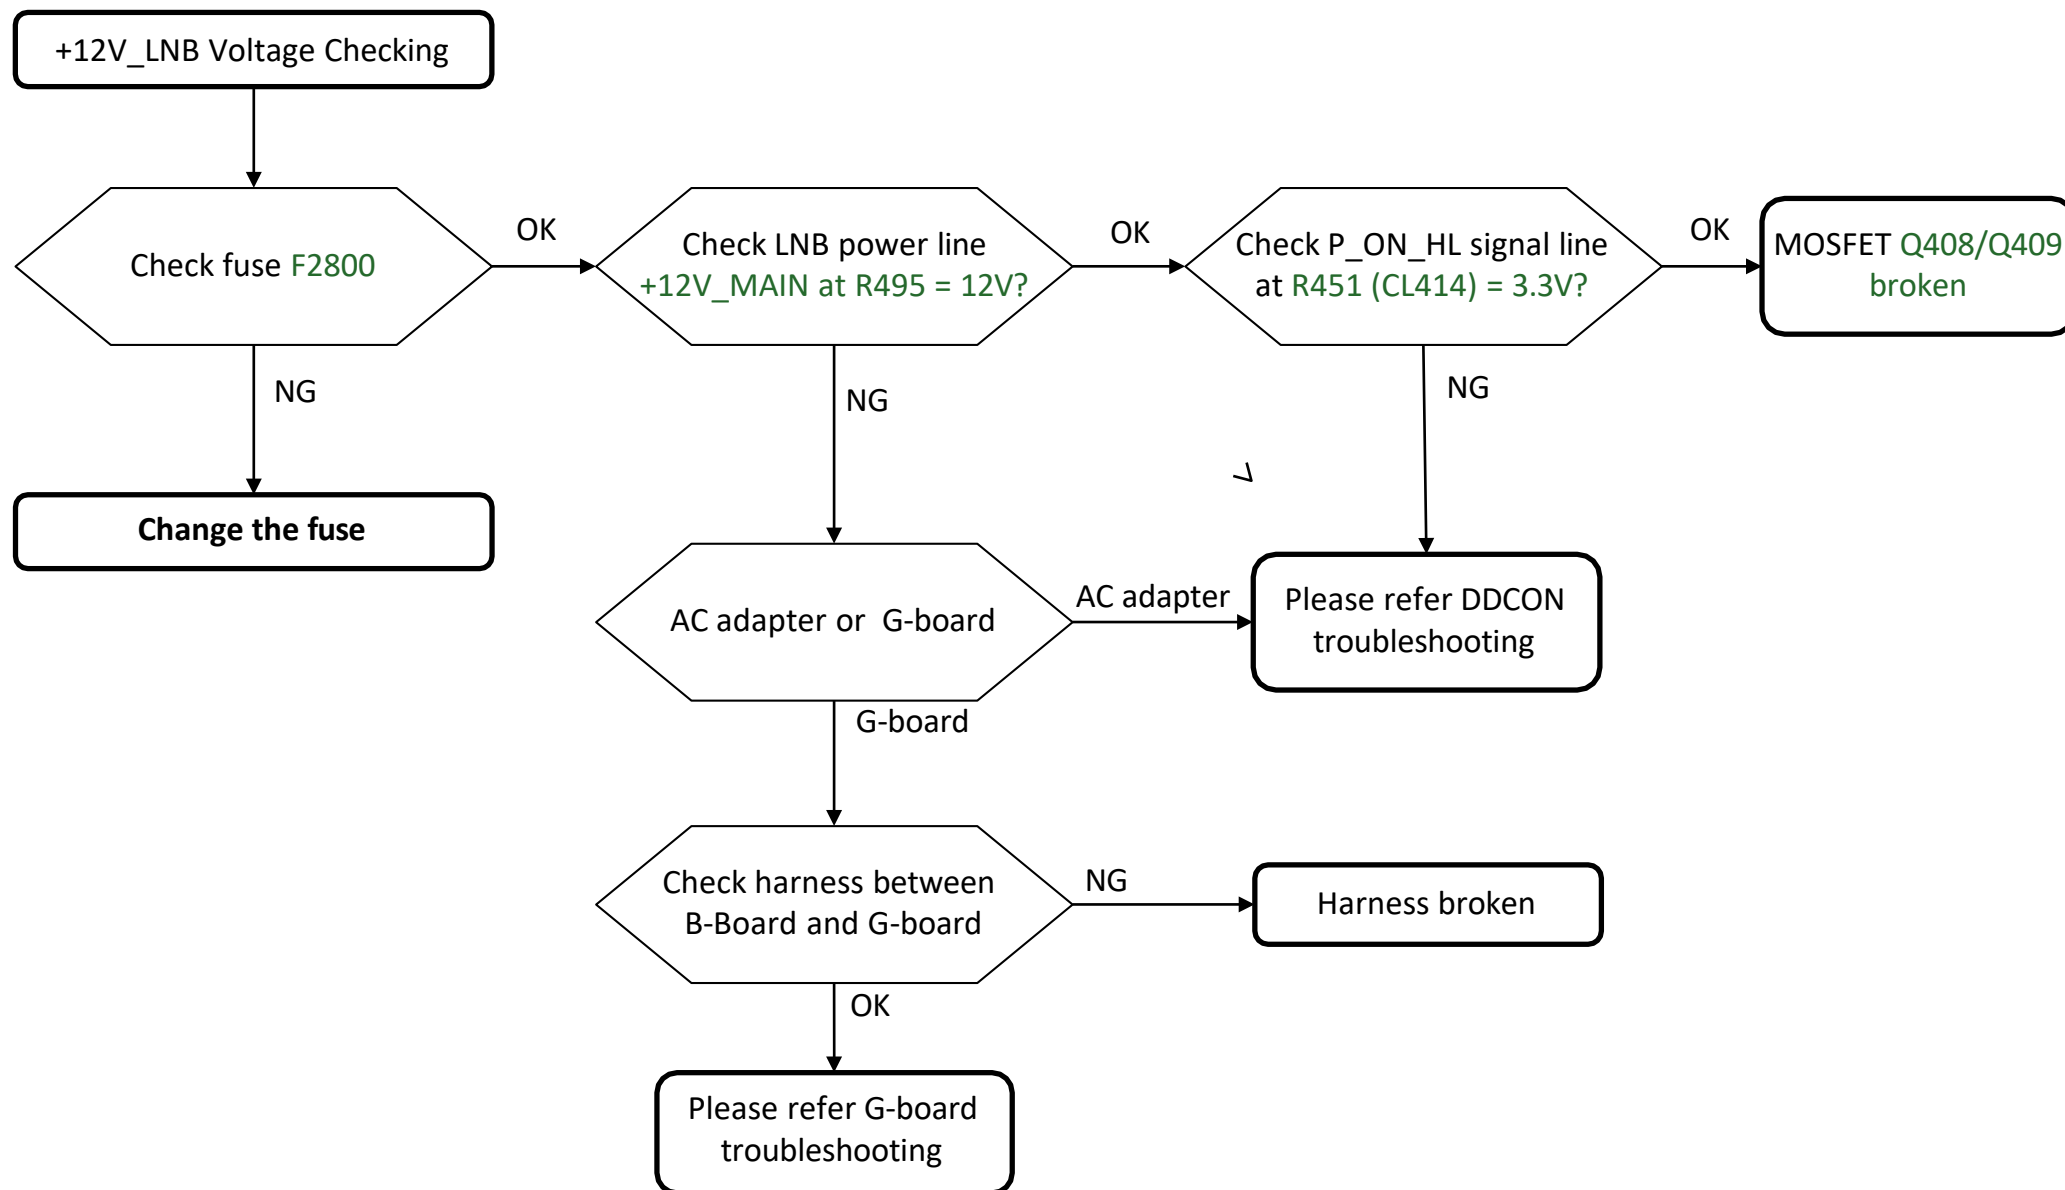 +12V_LNB Voltage Checking
Check fuse F2800
OK
Check LNB power line
+12V_MAIN at R495 = 12V?
OK
Check P_ON_HL signal line
at R451 (CL414) = 3.3V?
OK
MOSFET Q408/Q409
broken
NG
NG
NG
Change the fuse
AC adapter or  G-board
AC adapter
Please refer DDCON
troubleshooting
G-board
Check harness between
B-Board and G-board
NG
Harness broken
OK
Please refer G-board
troubleshooting